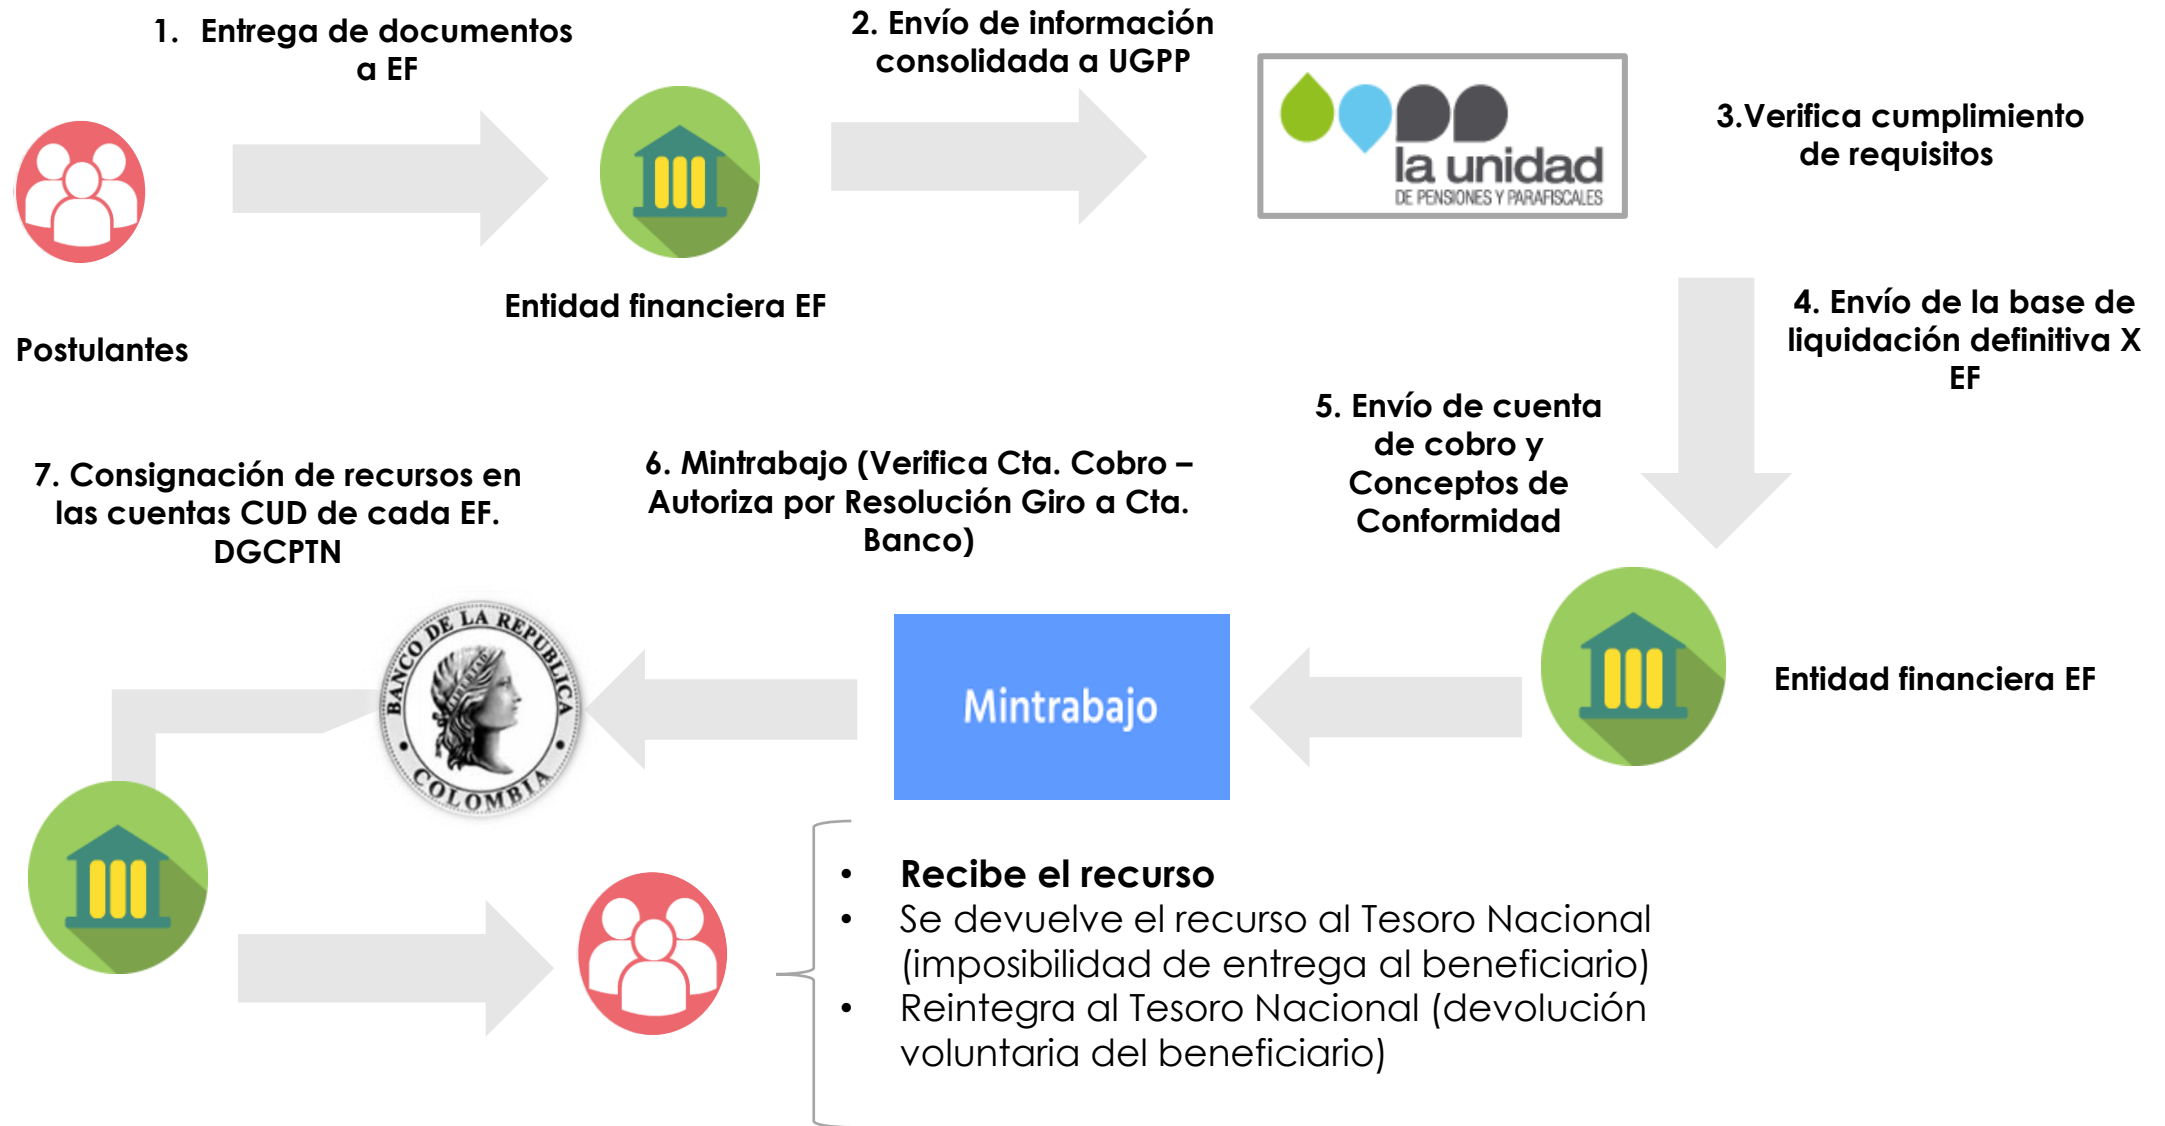 1. Entrega de documentos
a EF
2. Envío de información
consolidada a UGPP
la unidad
DE PENSIONES Y PARAFISCALES
3.Verifica cumplimiento
de requisitos
Entidad financiera EF
Postulantes
4. Envío de la base de
liquidación definitiva X
EF
5. Envío de cuenta
de cobro y
Conceptos de
Conformidad
6. Mintrabajo (Verifica Cta. Cobro –
Autoriza por Resolución Giro a Cta.
Banco)
7. Consignación de recursos en
las cuentas CUD de cada EF.
DGCPTN
BANCO DE LA REPUBLICA
COLOMBIA
Mintrabajo
Entidad financiera EF
• Recibe el recurso
• Se devuelve el recurso al Tesoro Nacional
(imposibilidad de entrega al beneficiario)
• Reintegra al Tesoro Nacional (devolución
voluntaria del beneficiario)